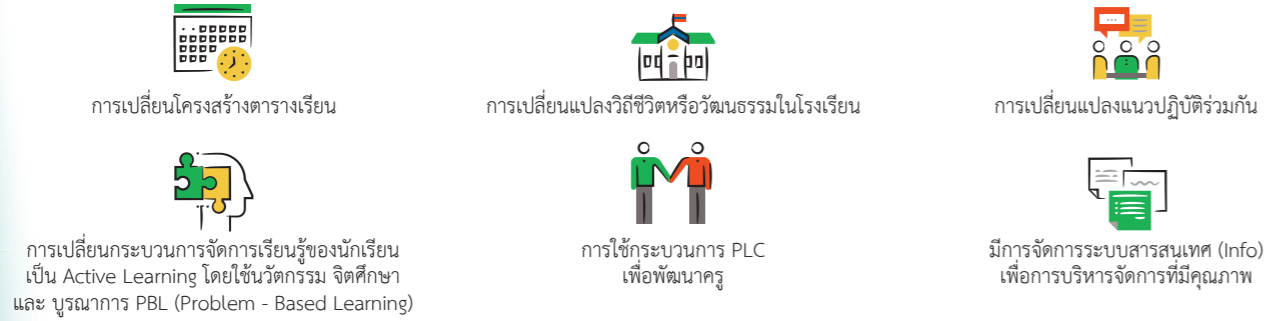 การเปลี่ยนโครงสร้างตารางเรียน
การเปลี่ยนแปลงวิถีชีวิตหรือวัฒนธรรมในโรงเรียน
การเปลี่ยนแปลงแนวปฏิบัติร่วมกัน
การเปลี่ยนกระบวนการจัดการเรียนรู้ของนักเรียน
เป็น Active Learning โดยใช้นวัตกรรม จิตศึกษา
และ บูรณาการ PBL (Problem - Based Learning)
การใช้กระบวนการ PLC
เพื่อพัฒนาครู
มีการจัดการระบบสารสนเทศ (Info)
เพื่อการบริหารจัดการที่มีคุณภาพ